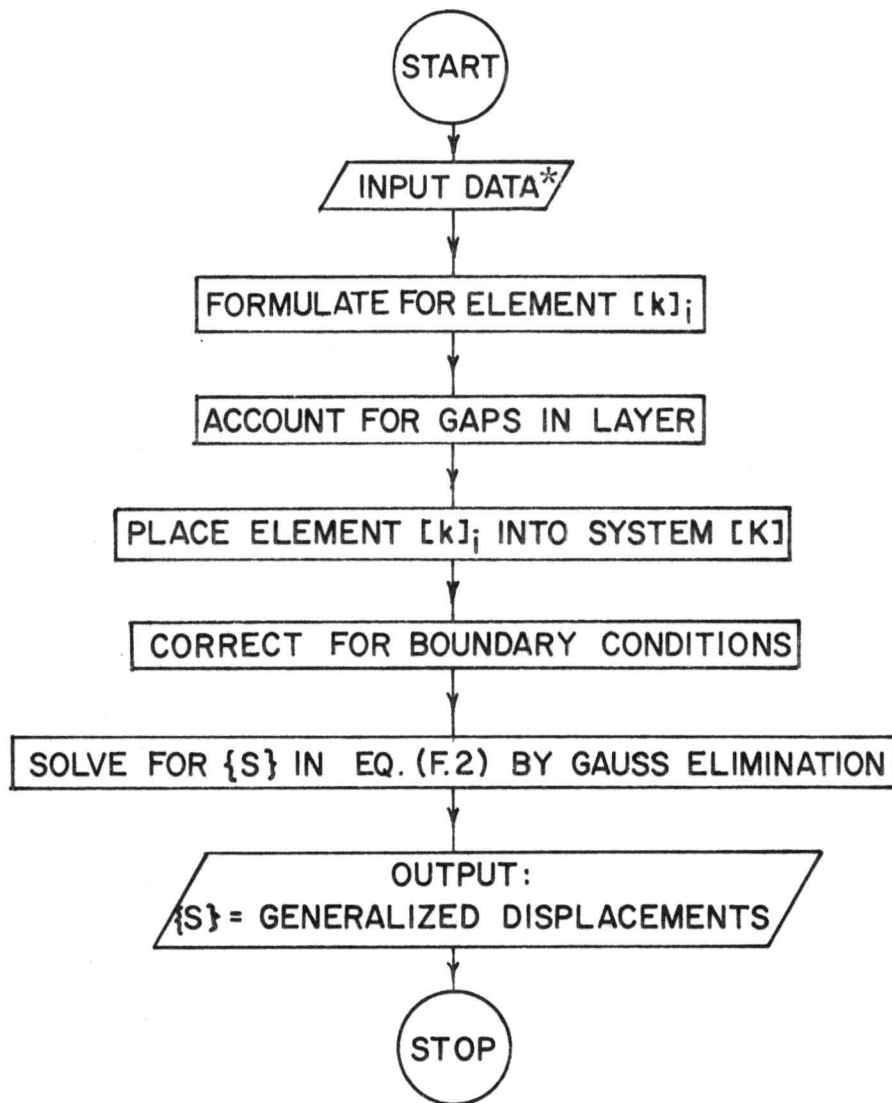 START
INPUT DATA*
FORMULATE FOR ELEMENT [k]i
ACCOUNT FOR GAPS IN LAYER
PLACE ELEMENT [k]i INTO SYSTEM [K]
CORRECT FOR BOUNDARY CONDITIONS
SOLVE FOR {S} IN EQ. (F.2) BY GAUSS ELIMINATION
OUTPUT:
{S} = GENERALIZED DISPLACEMENTS
STOP